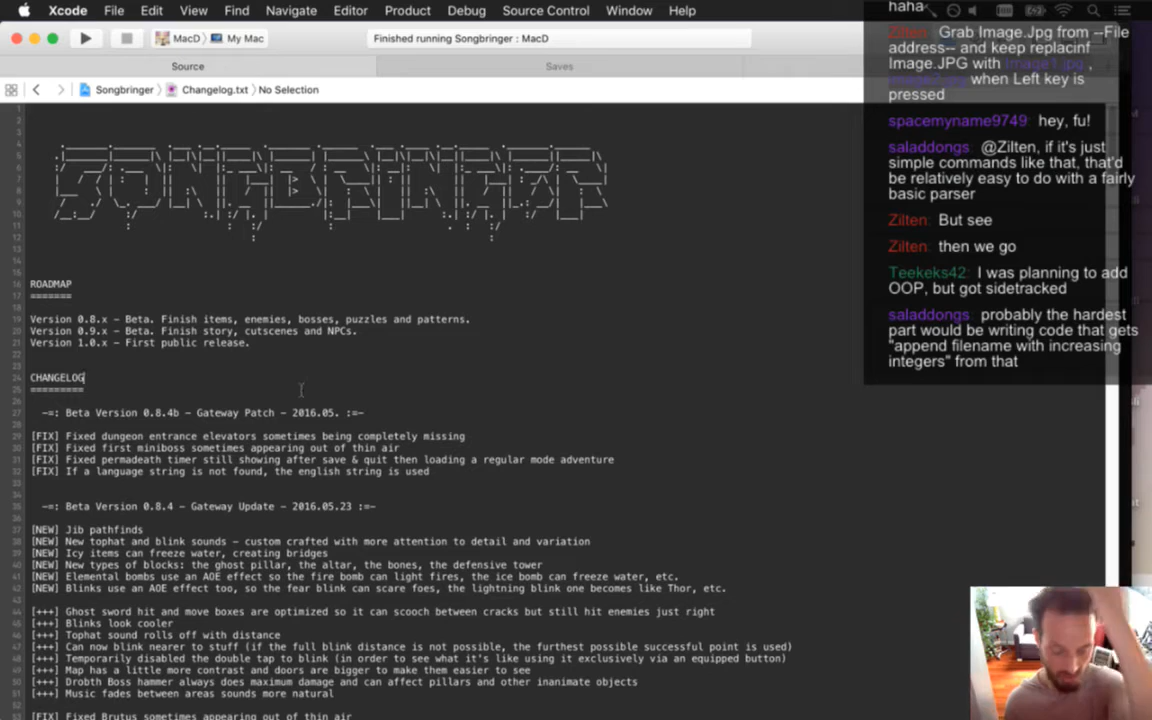 Xcode File Edit View Find Navigate Editor Product Debug Source Control Window Help
MacD My Mac
Finished running Songbringer : MacD
Source Saves
Songbringer Changelog.txt No Selection
ROADMAP
=======
Version 0.8.x - Beta. Finish items, enemies, bosses, puzzles and patterns.
Version 0.9.x - Beta. Finish story, cutscenes and NPCs.
Version 1.0.x - First public release.
CHANGELOG
=========
-=: Beta Version 0.8.4b - Gateway Patch - 2016.05. :=-
[FIX] Fixed dungeon entrance elevators sometimes being completely missing
[FIX] Fixed first miniboss sometimes appearing out of thin air
[FIX] Fixed permadeath timer still showing after save & quit then loading a regular mode adventure
[FIX] If a language string is not found, the english string is used
-=: Beta Version 0.8.4 - Gateway Update - 2016.05.23 :=-
[NEW] Jib pathfinds
[NEW] New tophat and blink sounds - custom crafted with more attention to detail and variation
[NEW] Icy items can freeze water, creating bridges
[NEW] New types of blocks: the ghost pillar, the altar, the bones, the defensive tower
[NEW] Elemental bombs use an AOE effect so the fire bomb can light fires, the ice bomb can freeze water, etc.
[NEW] Blinks use an AOE effect too, so the fear blink can scare foes, the lightning blink one becomes like Thor, etc.
[+++] Ghost sword hit and move boxes are optimized so it can scooch between cracks but still hit enemies just right
[+++] Blinks look cooler
[+++] Tophat sound rolls off with distance
[+++] Can now blink nearer to stuff (if the full blink distance is not possible, the furthest possible successful point is used)
[+++] Temporarily disabled the double tap to blink (in order to see what it's like using it exclusively via an equipped button)
[+++] Map has a little more contrast and doors are bigger to make them easier to see
[+++] Drobth Boss hammer always does maximum damage and can affect pillars and other inanimate objects
[+++] Music fades between areas sounds more natural
[FIX] Fixed Brutus sometimes appearing out of thin air
haha
Zilten: Grab Image.Jpg from --File
address-- and keep replacinf
Image.JPG with Image1.jpg ,
image2.jpg when Left key is
pressed
spacemyname9749: hey, fu!
saladdongs: @Zilten, if it's just
simple commands like that, that'd
be relatively easy to do with a fairly
basic parser
Zilten: But see
Zilten: then we go
Teekeks42: I was planning to add
OOP, but got sidetracked
saladdongs: probably the hardest
part would be writing code that gets
"append filename with increasing
integers" from that